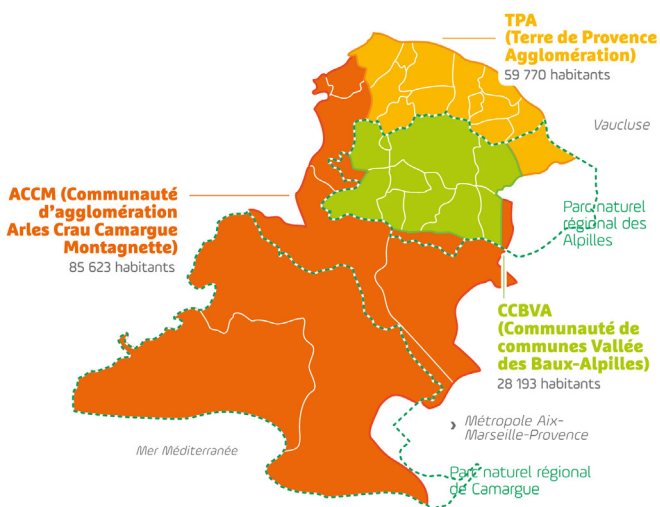 TPA
(Terre de Provence
Agglomération)
59 770 habitants
Vaucluse
ACCM (Communauté
d'agglomération
Arles Crau Camargue
Montagnette)
85 623 habitants
Parc naturel
régional des
Alpilles
CCBVA
(Communauté de
communes Vallée
des Baux-Alpilles)
28 193 habitants
› Métropole Aix-
Marseille-Provence
Mer Méditerranée
Parc naturel régional
de Camargue